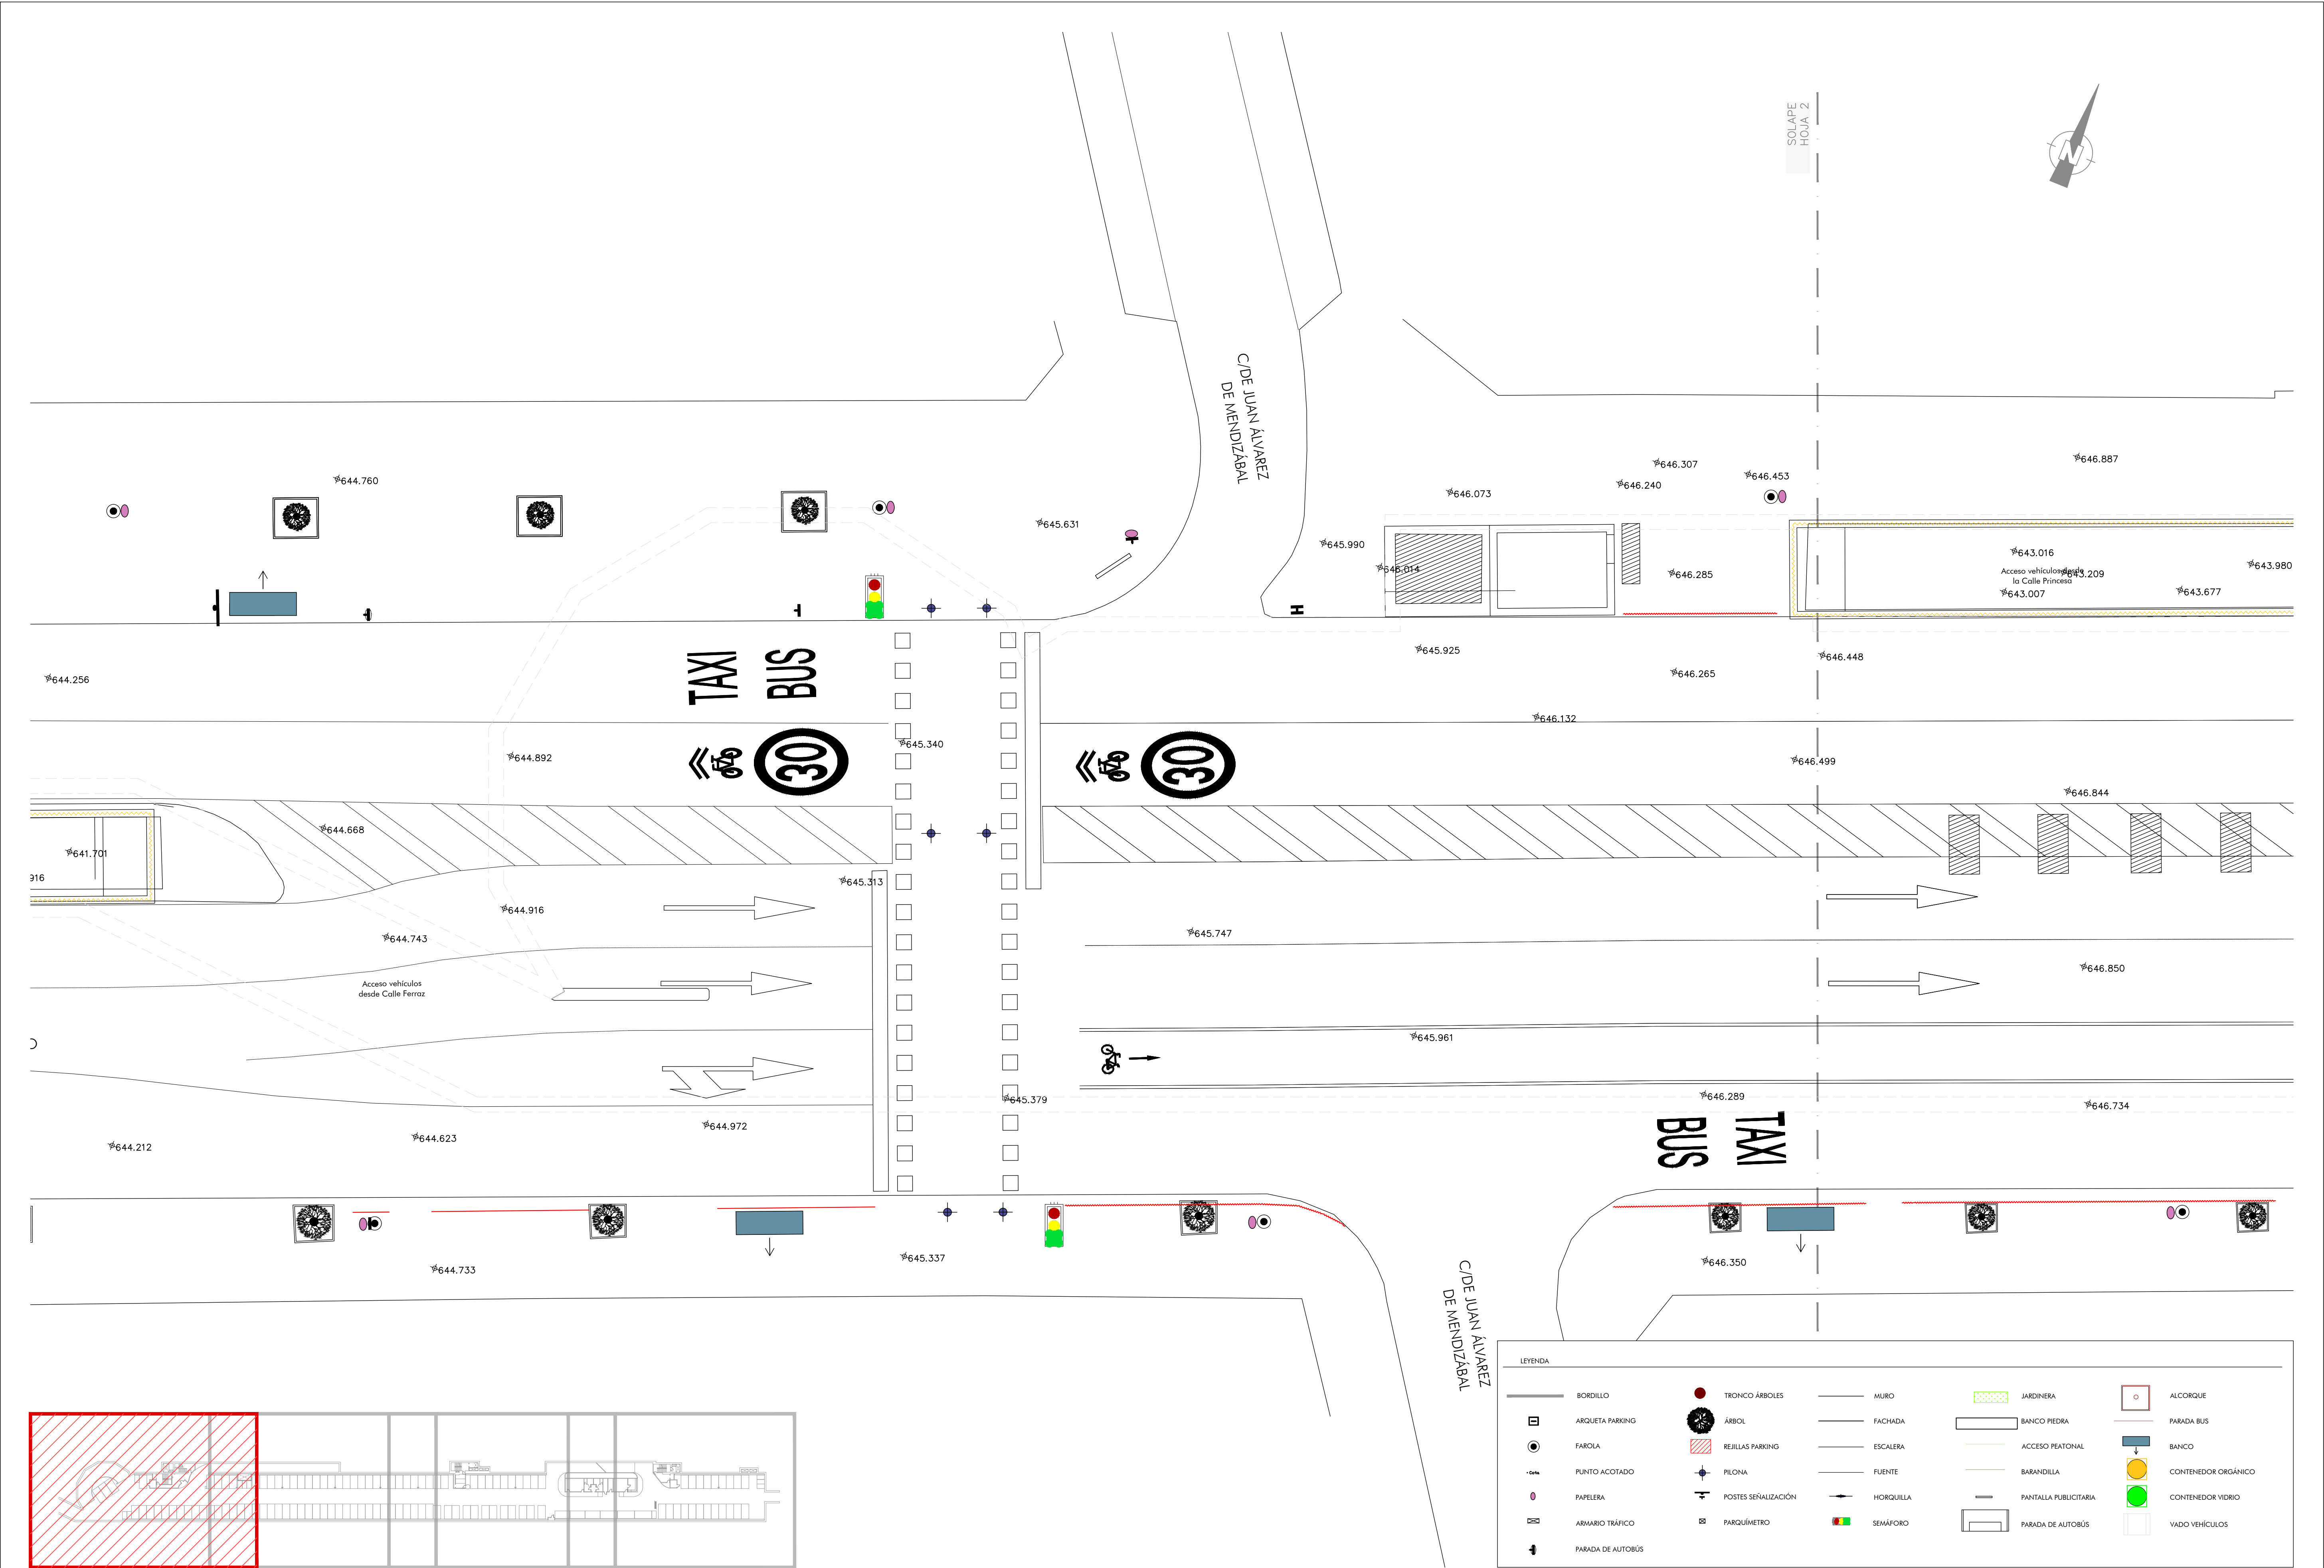 SOLAPE
HOJA 2
N
C/DE JUAN ÁLVAREZ
DE MENDIZÁBAL
644.760
645.631
645.990
646.014
646.073
646.307
646.240
646.453
646.285
646.887
643.016
Acceso vehículos desde
la Calle Princesa
643.209
643.007
643.677
643.980
TAXI
BUS
644.256
645.925
646.265
646.448
646.132
644.892
30
645.340
30
646.499
646.844
644.668
641.701
916
645.313
644.916
644.743
645.747
646.850
Acceso vehículos
desde Calle Ferraz
645.961
645.379
646.289
646.734
644.212
644.623
644.972
BUS
TAXI
644.733
645.337
646.350
C/DE JUAN ÁLVAREZ
DE MENDIZÁBAL
LEYENDA
BORDILLO
ARQUETA PARKING
FAROLA
Cota
PUNTO ACOTADO
PAPELERA
ARMARIO TRÁFICO
PARADA DE AUTOBÚS
TRONCO ÁRBOLES
ÁRBOL
REJILLAS PARKING
PILONA
POSTES SEÑALIZACIÓN
PARQUÍMETRO
MURO
FACHADA
ESCALERA
FUENTE
HORQUILLA
SEMÁFORO
JARDINERA
BANCO PIEDRA
ACCESO PEATONAL
BARANDILLA
PANTALLA PUBLICITARIA
PARADA DE AUTOBÚS
ALCORQUE
PARADA BUS
BANCO
CONTENEDOR ORGÁNICO
CONTENEDOR VIDRIO
VADO VEHÍCULOS